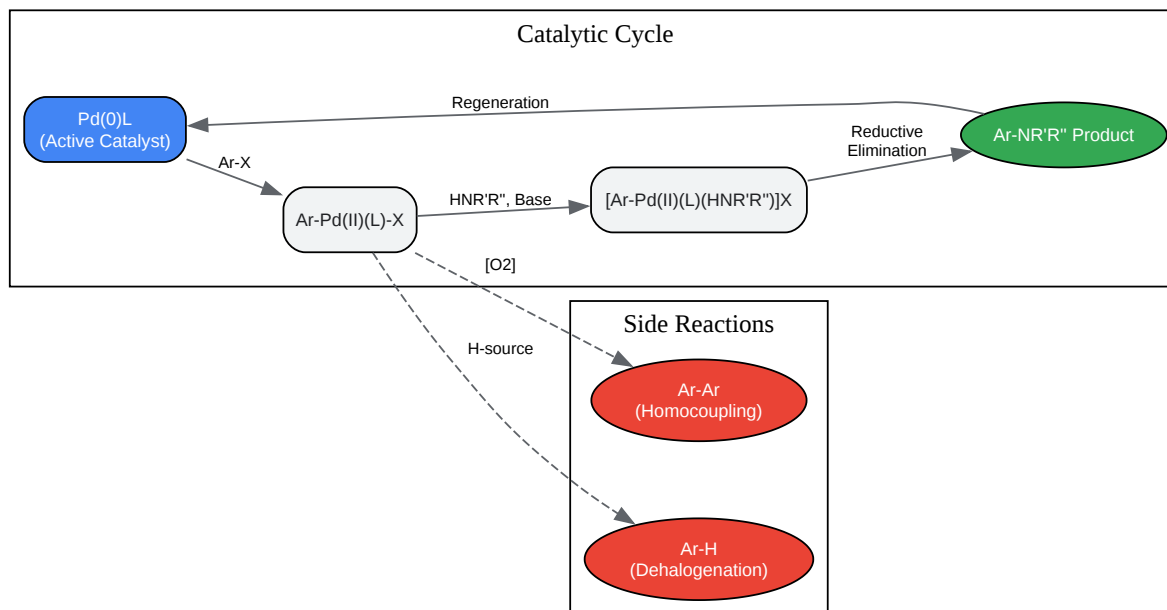 Catalytic Cycle
Pd(0)L
(Active Catalyst)
Regeneration
Ar-X
Ar-Pd(II)(L)-X
HNR'R", Base
[Ar-Pd(II)(L)(HNR'R")]X
Reductive
Elimination
Ar-NR'R" Product
[O2]
H-source
Side Reactions
Ar-Ar
(Homocoupling)
Ar-H
(Dehalogenation)